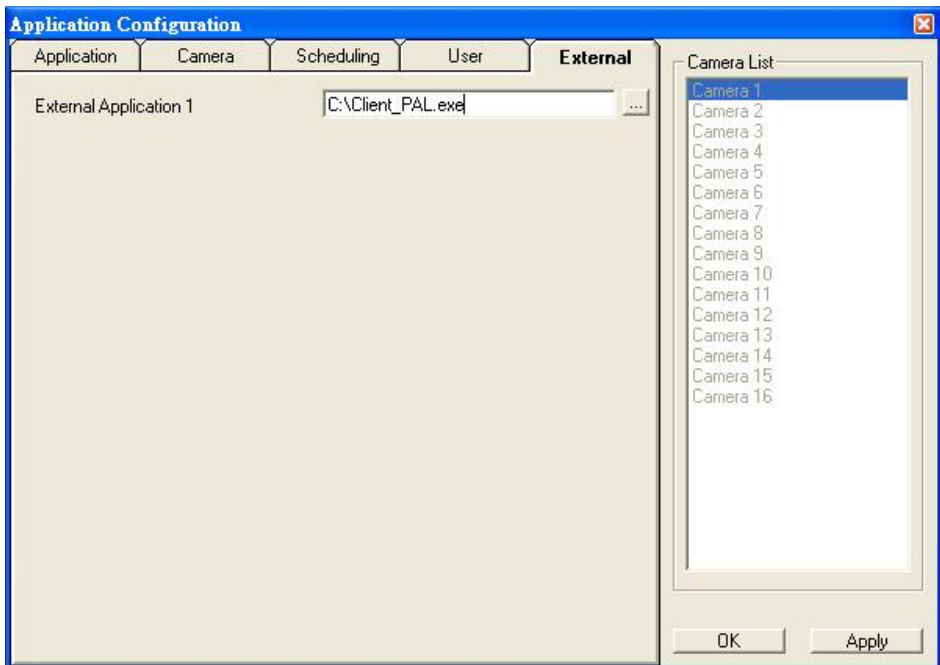 Application Configuration
Application Camera Scheduling User External
External Application 1 C:\Client_PAL.exe ...
Camera List
Camera 1
Camera 2
Camera 3
Camera 4
Camera 5
Camera 6
Camera 7
Camera 8
Camera 9
Camera 10
Camera 11
Camera 12
Camera 13
Camera 14
Camera 15
Camera 16
OK Apply